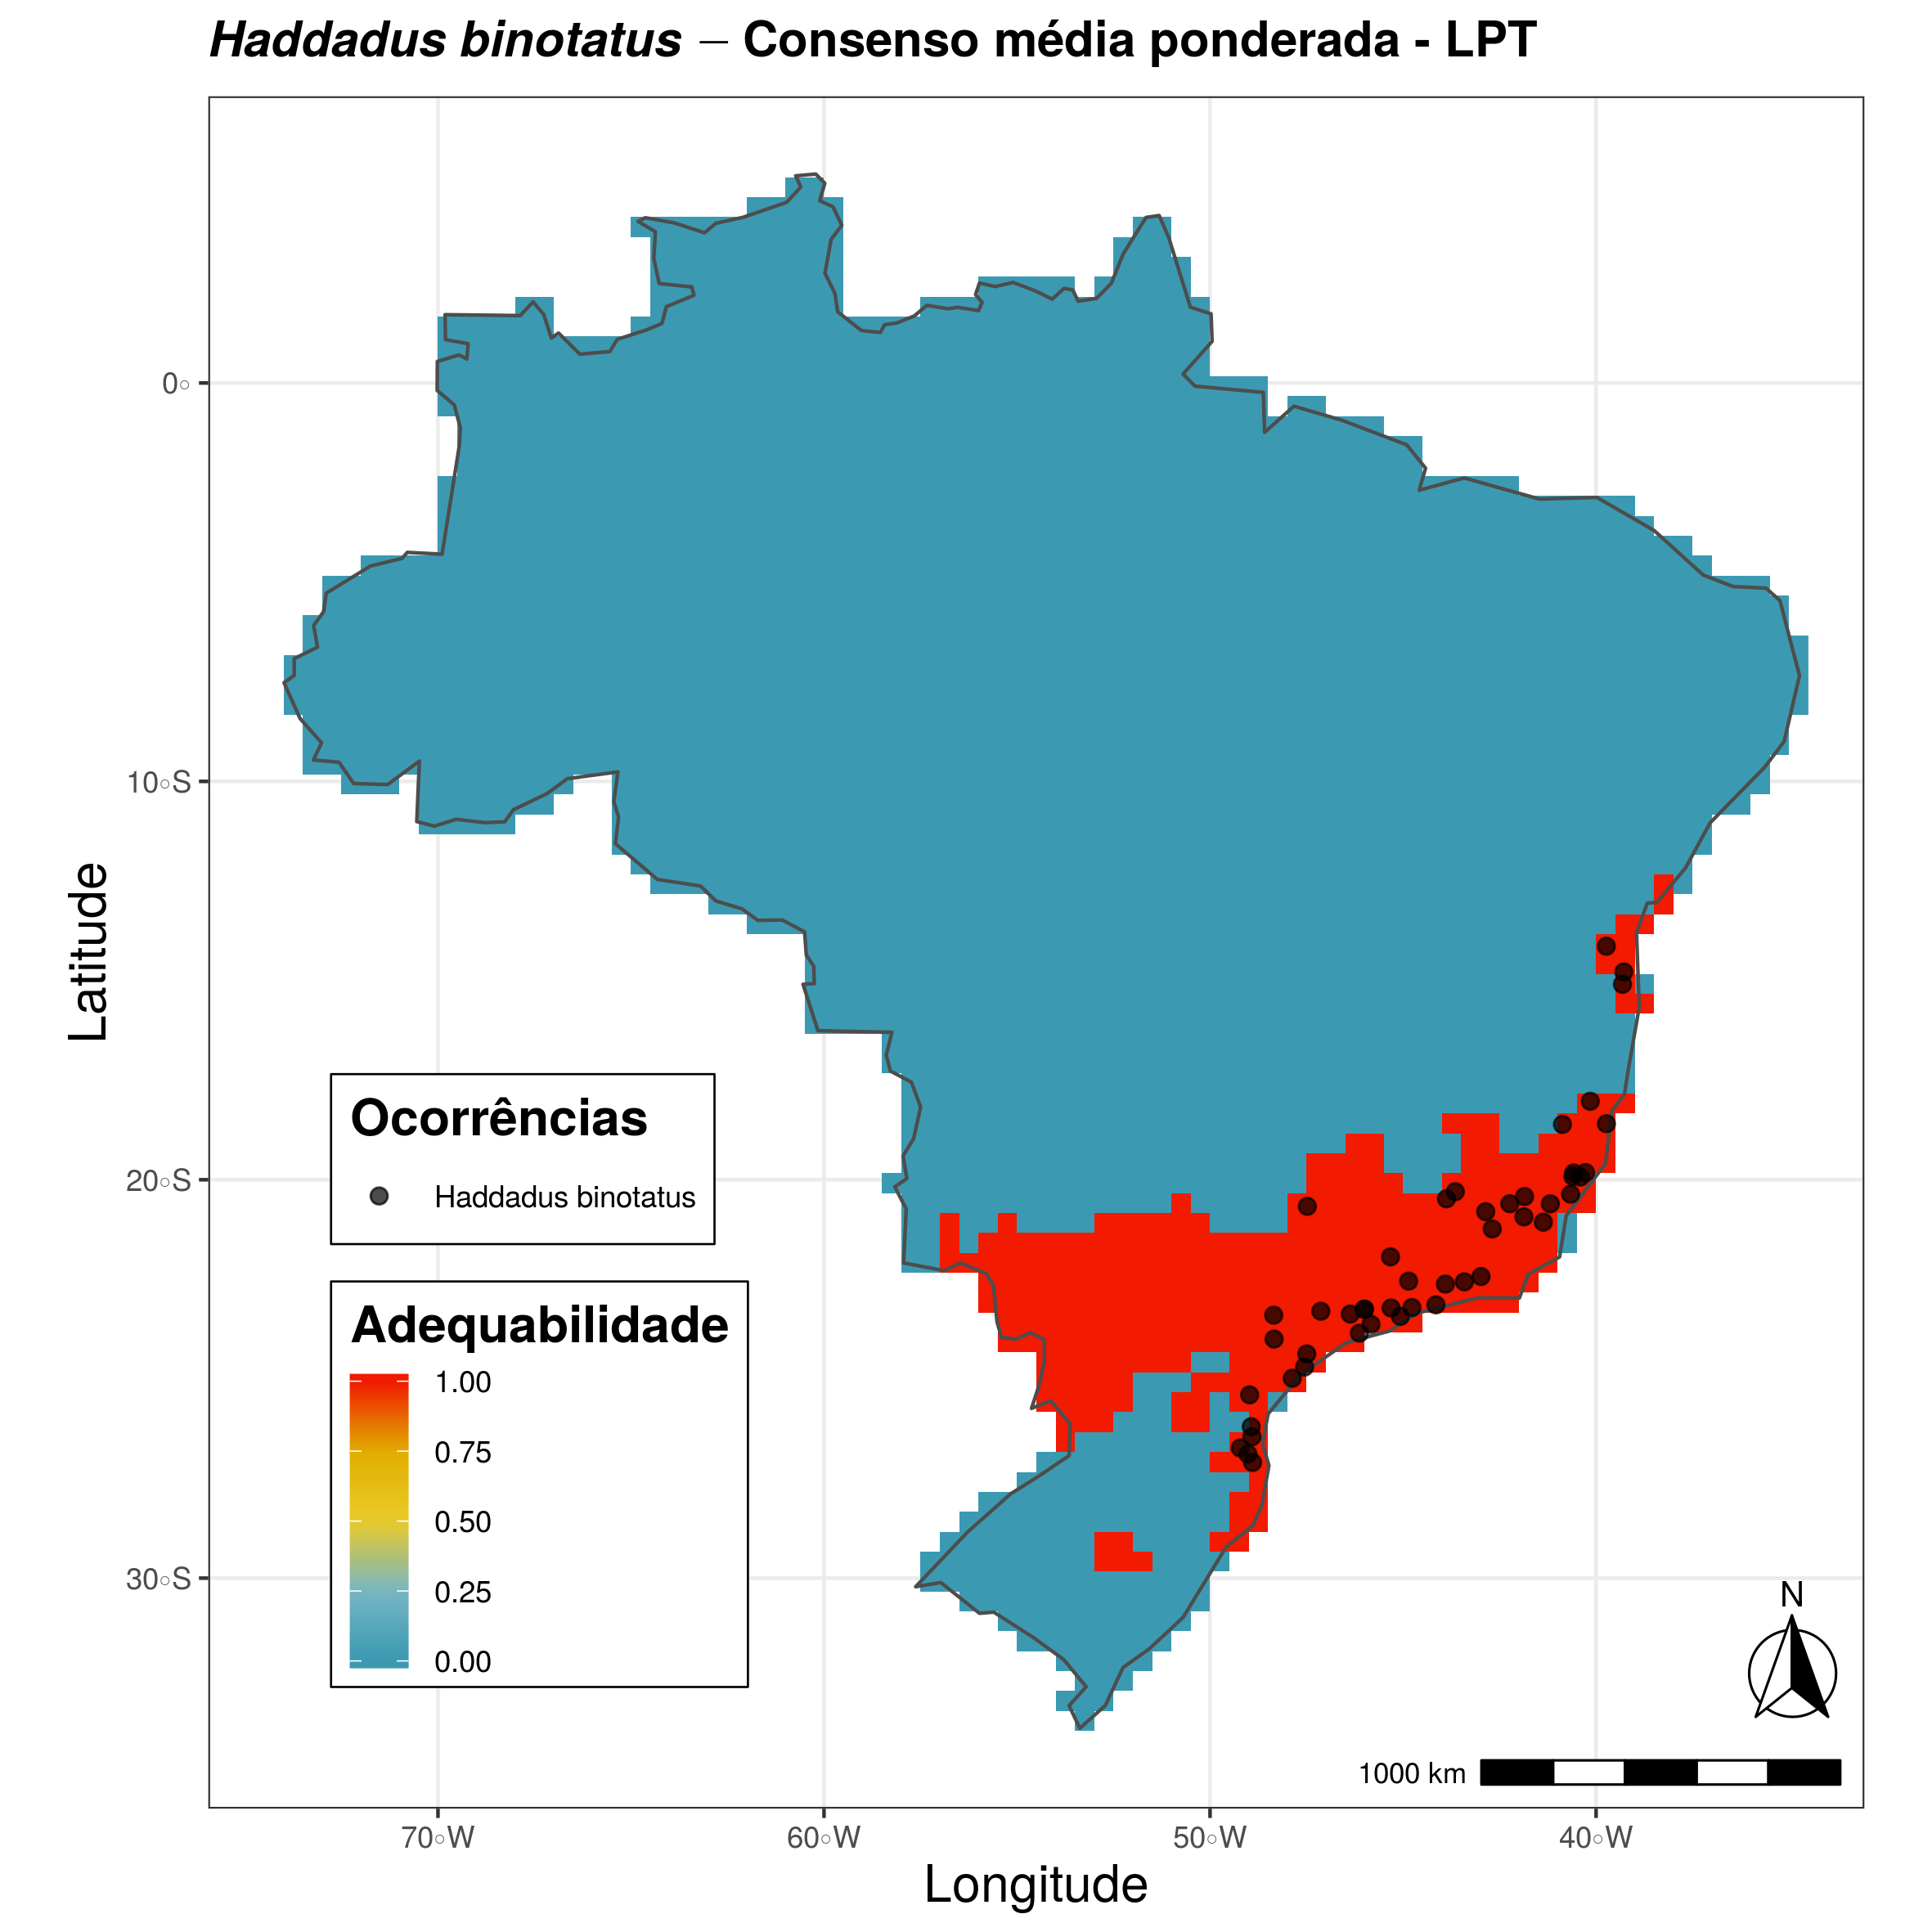 Haddadus binotatus — Consenso média ponderada - LPT
0◦
10◦S
20◦S
30◦S
Latitude
Ocorrências
Haddadus binotatus
Adequabilidade
1.00
0.75
0.50
0.25
0.00
N
1000 km
70◦W
60◦W
50◦W
40◦W
Longitude